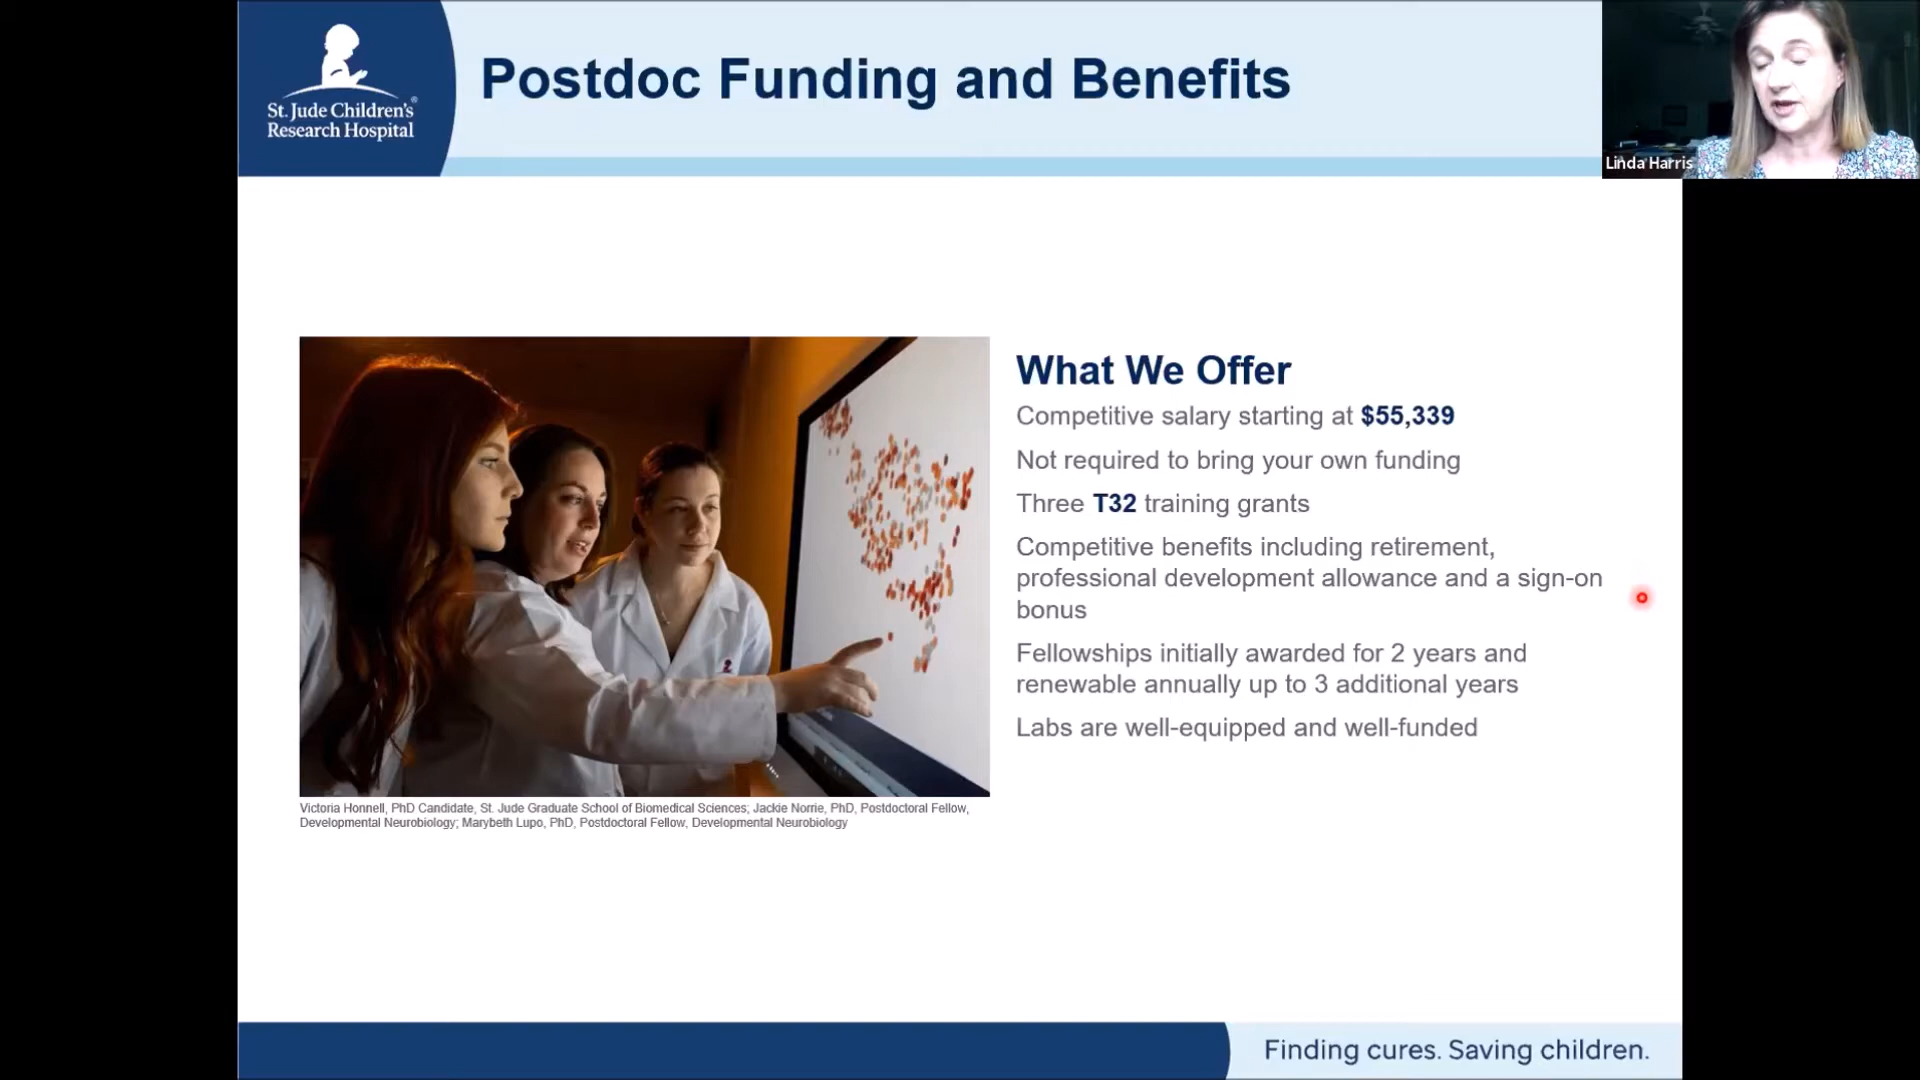 St. Jude Children's®
Research Hospital
Postdoc Funding and Benefits
Linda Harris
What We Offer
Competitive salary starting at $55,339
Not required to bring your own funding
Three T32 training grants
Competitive benefits including retirement,
professional development allowance and a sign-on
bonus
Fellowships initially awarded for 2 years and
renewable annually up to 3 additional years
Labs are well-equipped and well-funded
Victoria Honnell, PhD Candidate, St. Jude Graduate School of Biomedical Sciences; Jackie Norrie, PhD, Postdoctoral Fellow,
Developmental Neurobiology; Marybeth Lupo, PhD, Postdoctoral Fellow, Developmental Neurobiology
Finding cures. Saving children.